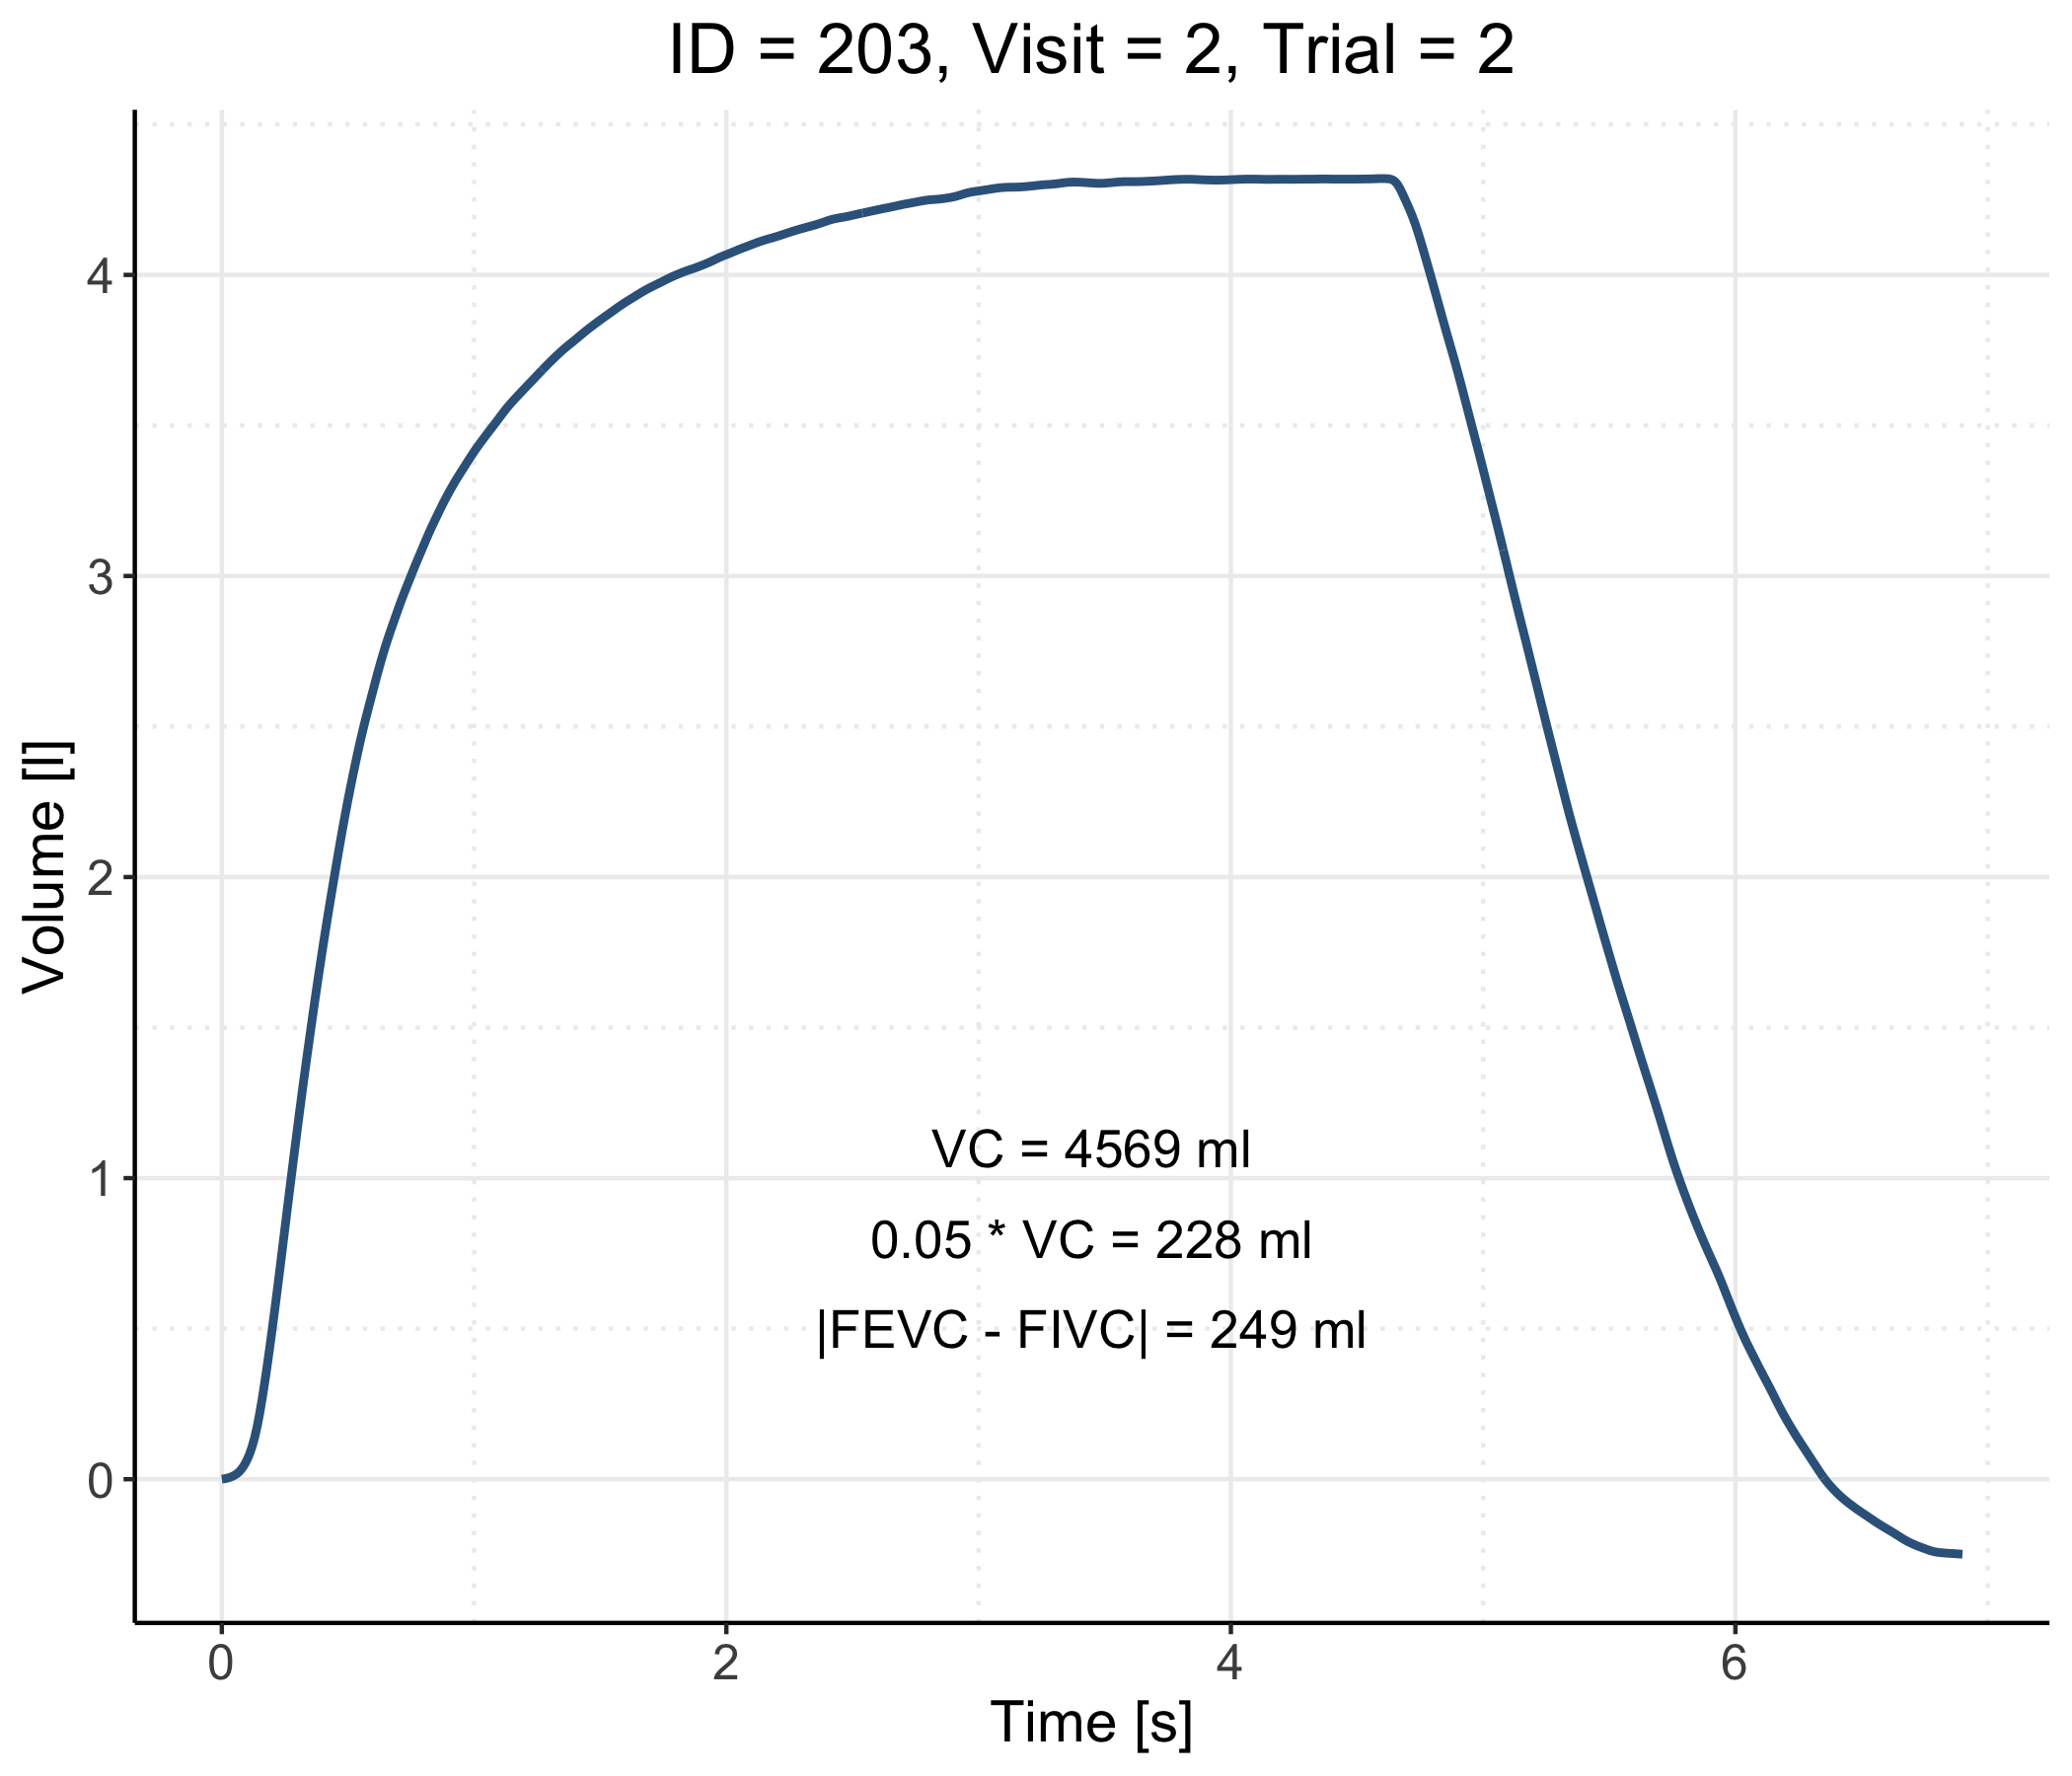 ID = 203, Visit = 2, Trial = 2
Volume [l]
4
3
2
1
0
VC = 4569 ml
0.05 * VC = 228 ml
|FEVC - FIVC| = 249 ml
0 2 4 6
Time [s]